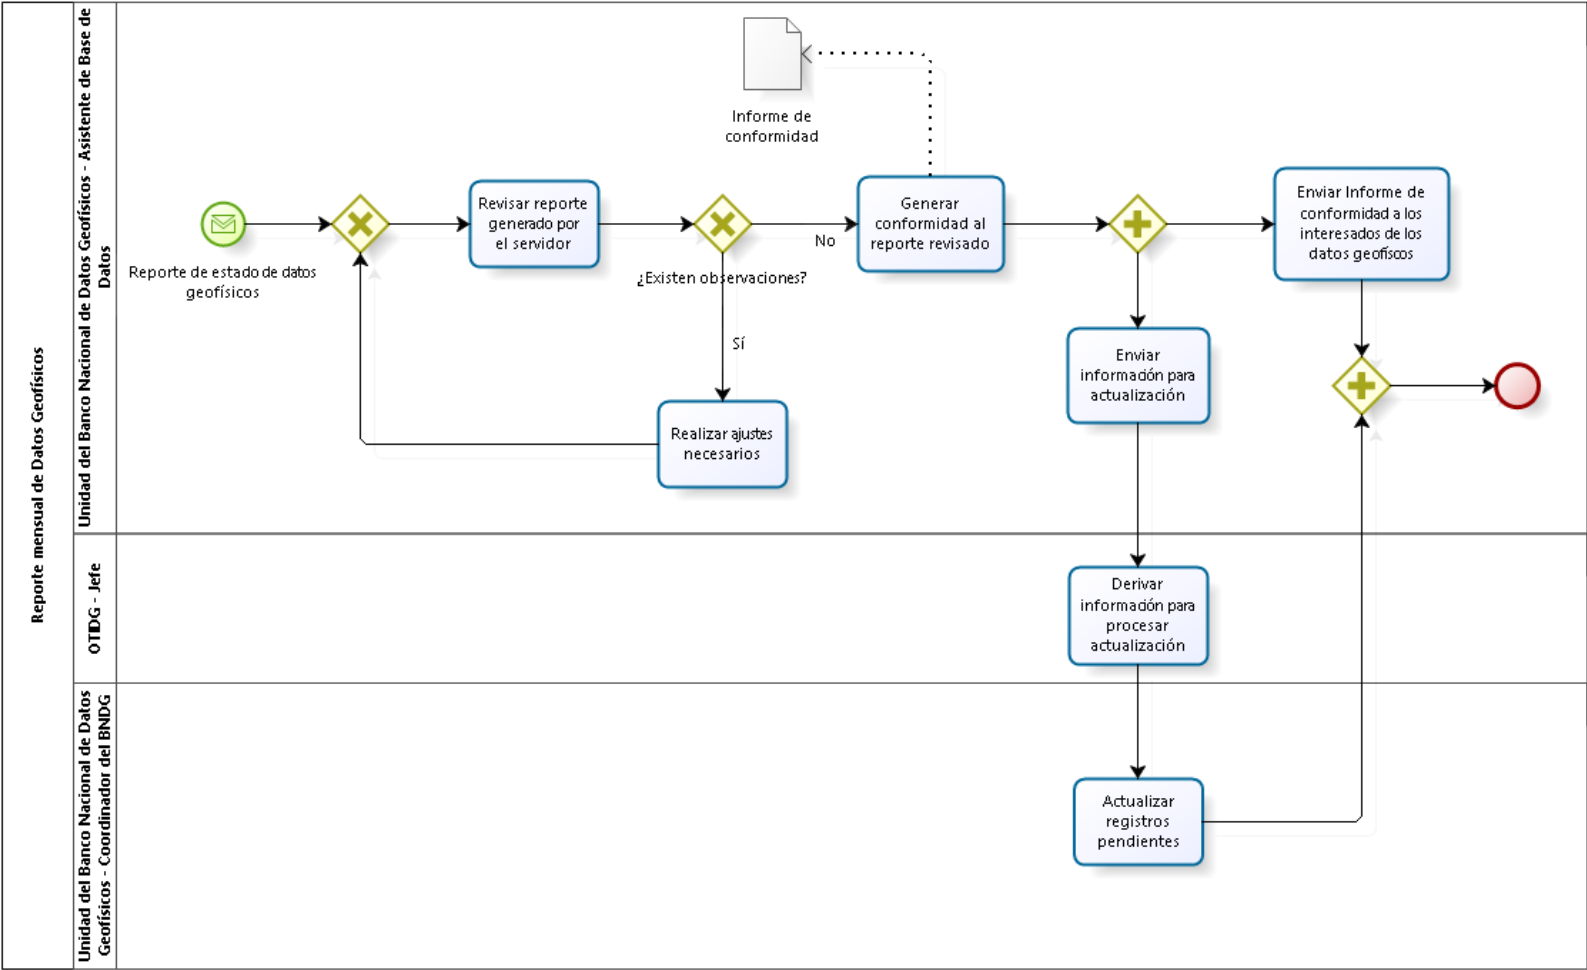 Reporte mensual de Datos Geofísicos
Unidad del Banco Nacional de Datos Geofísicos - Asistente de Base de
Datos
Informe de
conformidad
Reporte de estado de datos
geofísicos
Revisar reporte
generado por
el servidor
¿Existen observaciones?
No
Sí
Realizar ajustes
necesarios
Generar
conformidad al
reporte revisado
Enviar Informe de
conformidad a los
interesados de los
datos geofíscos
Enviar
información para
actualización
OTIDG - Jefe
Derivar
información para
procesar
actualización
Unidad del Banco Nacional de Datos
Geofísicos - Coordinador del BNDG
Actualizar
registros
pendientes